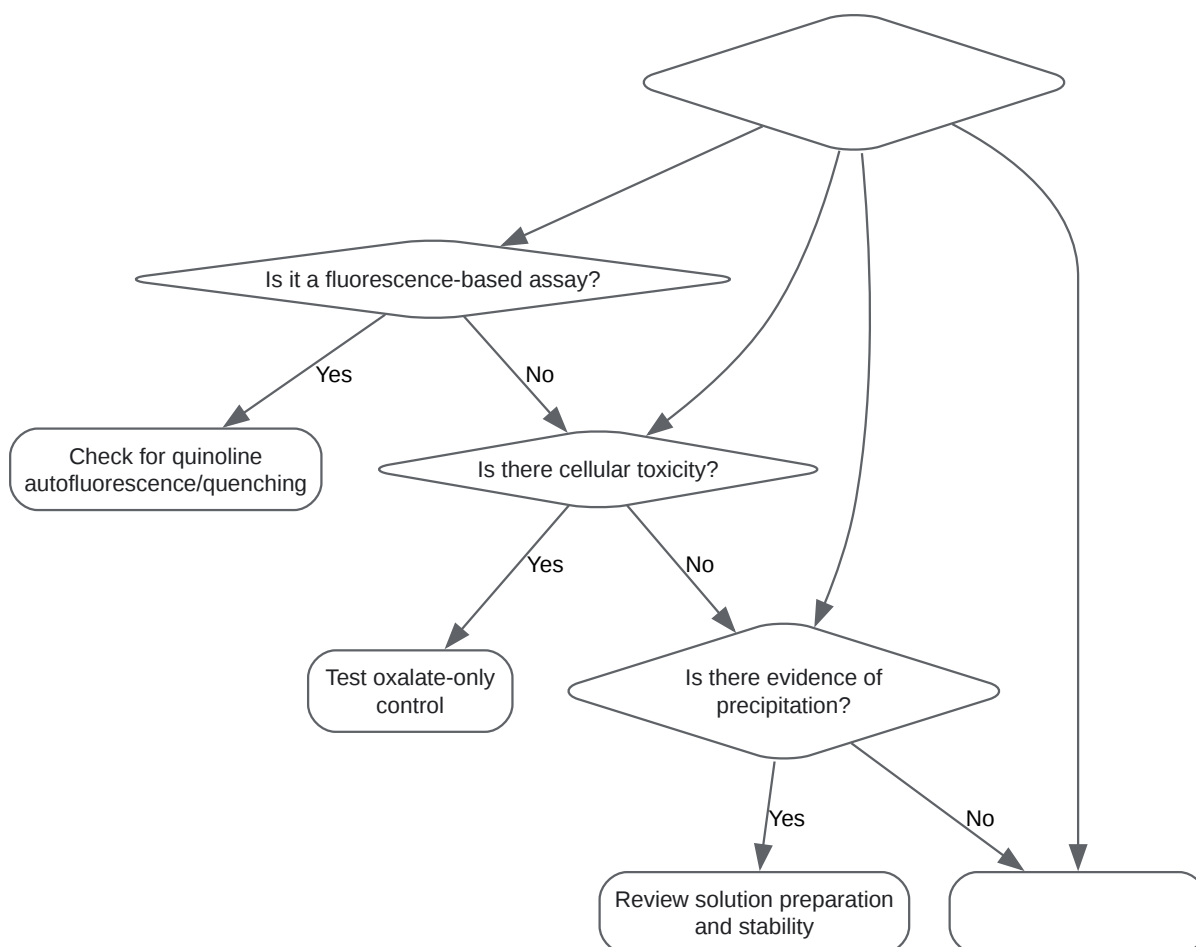 Is it a fluorescence-based assay?
Yes
No
Check for quinoline
autofluorescence/quenching
Is there cellular toxicity?
Yes
No
Test oxalate-only
control
Is there evidence of
precipitation?
Yes
No
Review solution preparation
and stability